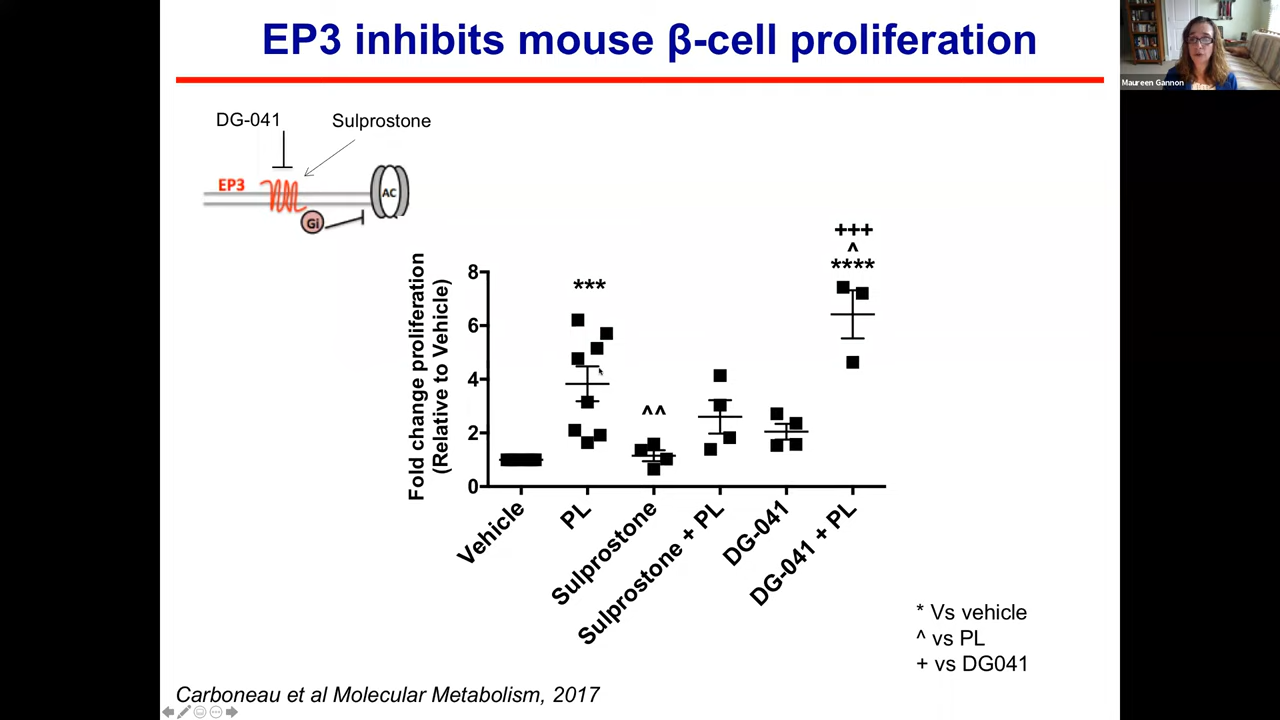 EP3 inhibits mouse β-cell proliferation
Maureen Gannon
DG-041
Sulprostone
EP3
AC
Gi
+++
^
****
***
^^
Fold change proliferation
(Relative to Vehicle)
8
6
4
2
0
Vehicle
PL
Sulprostone
Sulprostone + PL
DG-041
DG-041 + PL
* Vs vehicle
^ vs PL
+ vs DG041
Carboneau et al Molecular Metabolism, 2017